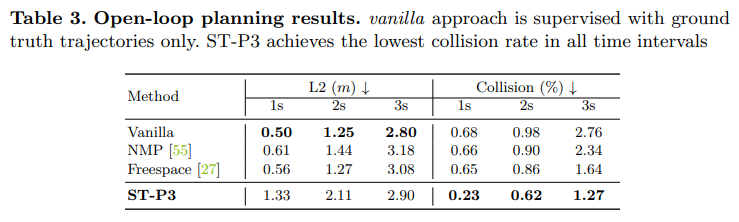 Table 3. Open-loop planning results. vanilla approach is supervised with ground
truth trajectories only. ST-P3 achieves the lowest collision rate in all time intervals
Method L2 (m) ↓ Collision (%) ↓
1s 2s 3s 1s 2s 3s
Vanilla 0.50 1.25 2.80 0.68 0.98 2.76
NMP [55] 0.61 1.44 3.18 0.66 0.90 2.34
Freespace [27] 0.56 1.27 3.08 0.65 0.86 1.64
ST-P3 1.33 2.11 2.90 0.23 0.62 1.27